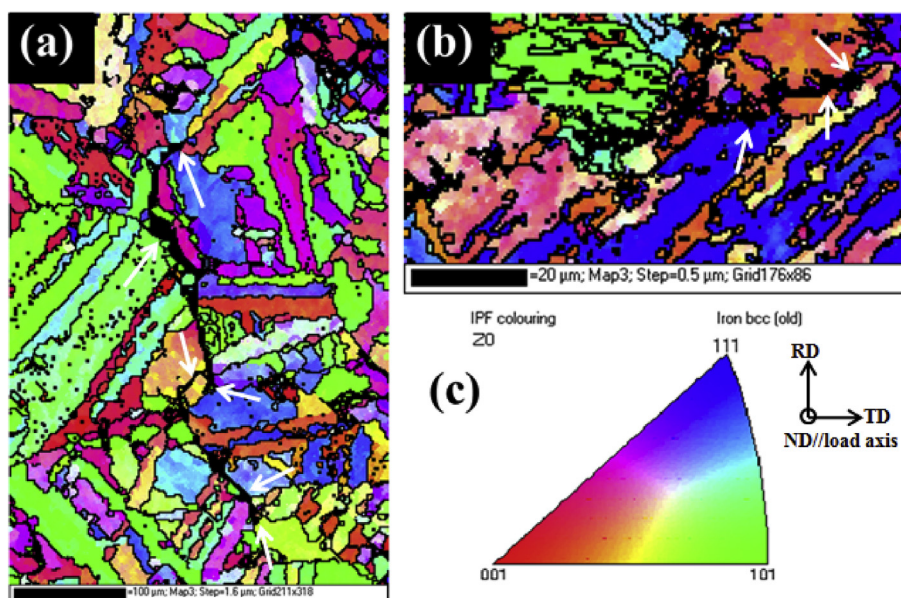 (a)
=100 µm; Map3; Step=1.6 µm; Grid211x318
(b)
=20 µm; Map3; Step=0.5 µm; Grid176x86
IPF colouring
Z0
Iron bcc (old)
111
(c)
001
101
RD
TD
ND//load axis